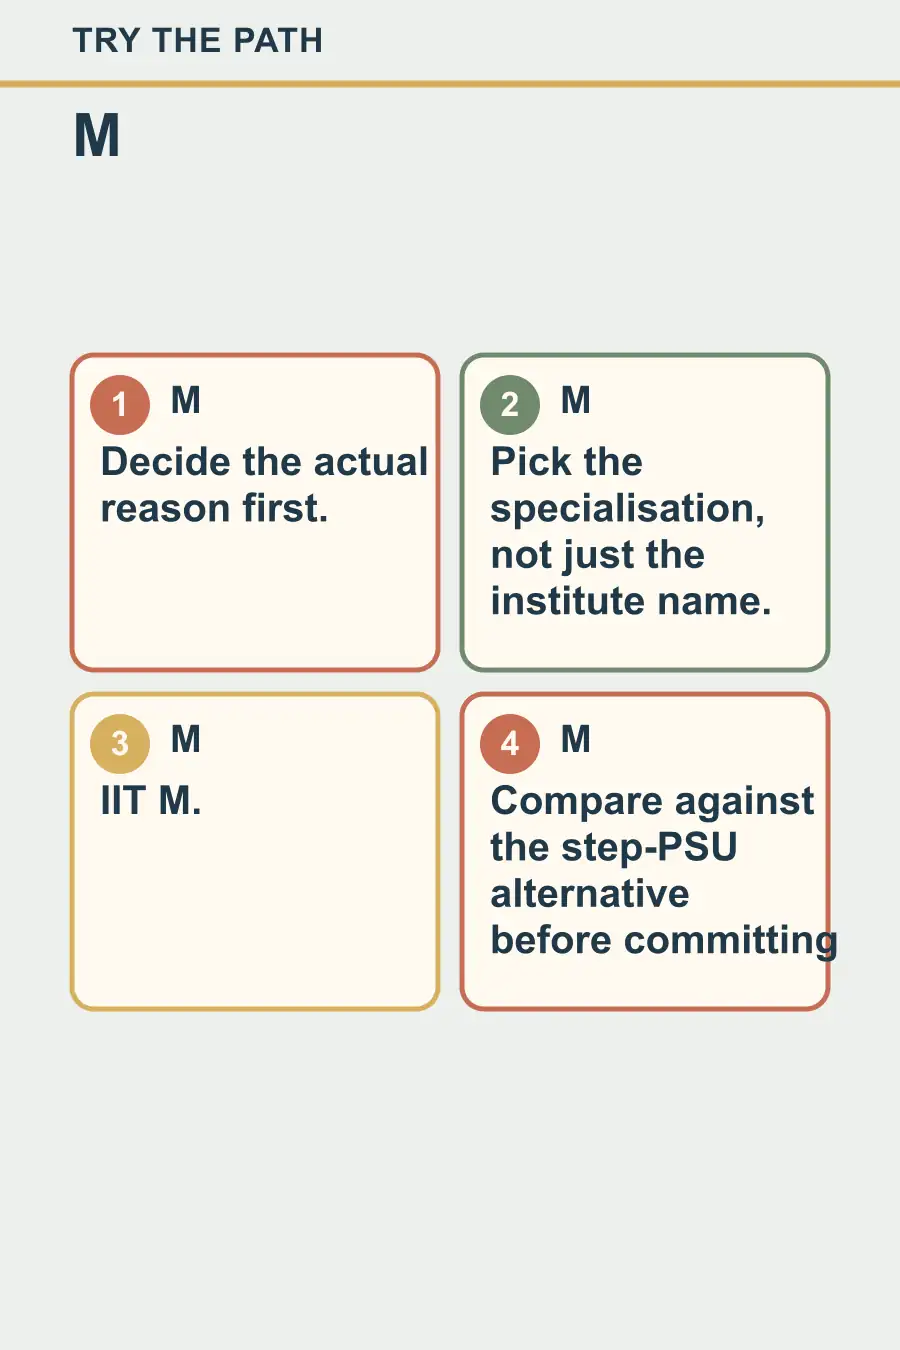 TRY THE PATH
M
1 M
Decide the actual
reason first.
2 M
Pick the
specialisation,
not just the
institute name.
3 M
IIT M.
4 M
Compare against
the step-PSU
alternative
before committing